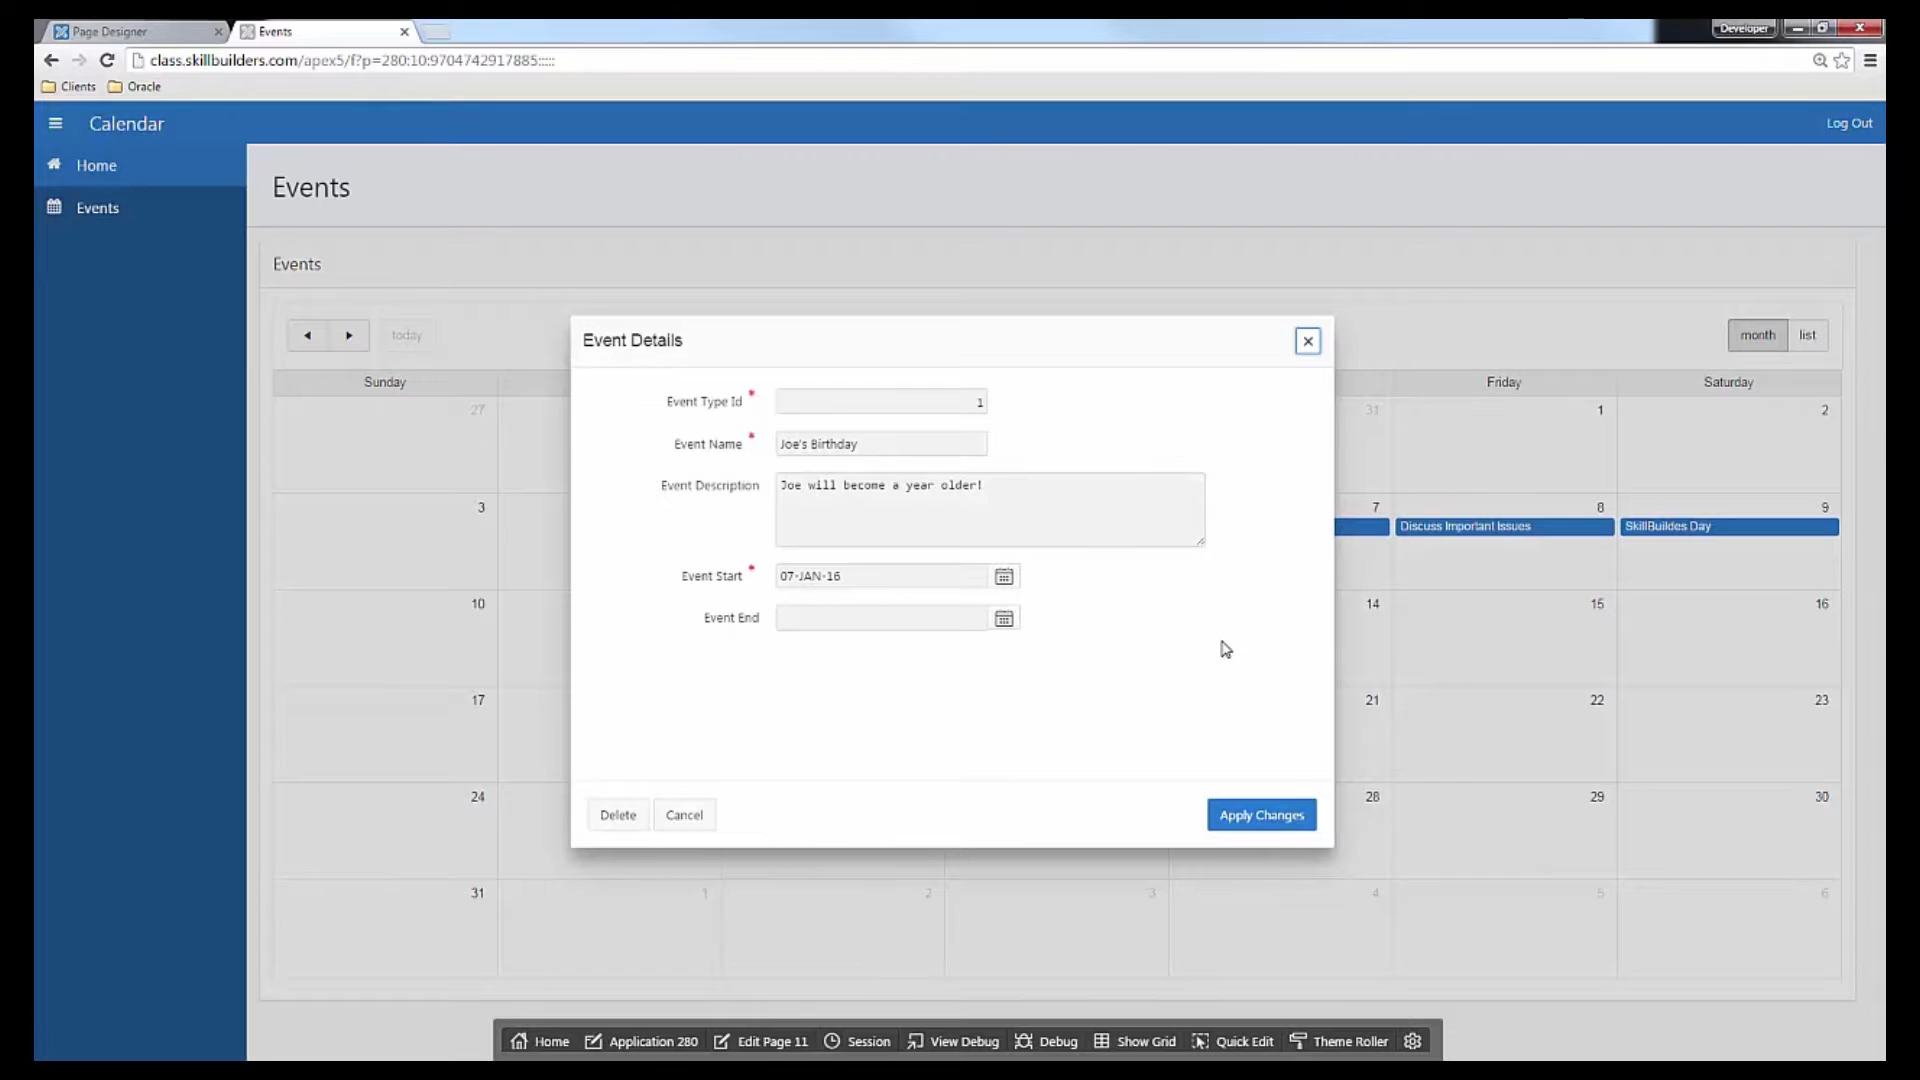 Page Designer
Events
Developer
class.skillbuilders.com/apex5/f?p=280:10:9704742917885:::::
Clients
Oracle
Calendar
Log Out
Home
Events
Events
Events
today
month
list
Sunday
Friday
Saturday
27
31
1
2
3
7
8
9
Discuss Important Issues
SkillBuildes Day
10
14
15
16
17
21
22
23
24
28
29
30
31
1
2
3
4
5
6
Event Details
Event Type Id *
1
Event Name *
Joe's Birthday
Event Description
Joe will become a year older!
Event Start *
07-JAN-16
Event End
Delete
Cancel
Apply Changes
Home
Application 280
Edit Page 11
Session
View Debug
Debug
Show Grid
Quick Edit
Theme Roller